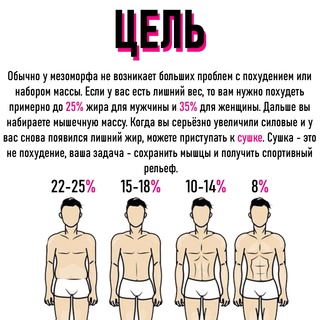 ЦЕЛЬ
Обычно у мезоморфа не возникает больших проблем с похудением или
набором массы. Если у вас есть лишний вес, то вам нужно похудеть
примерно до 25% жира для мужчины и 35% для женщины. Дальше вы
набираете мышечную массу. Когда вы серьёзно увеличили силовые и у
вас снова появился лишний жир, можете приступать к сушке. Сушка - это
не похудение, ваша задача - сохранить мышцы и получить спортивный
рельеф.
22-25% 15-18% 10-14% 8%